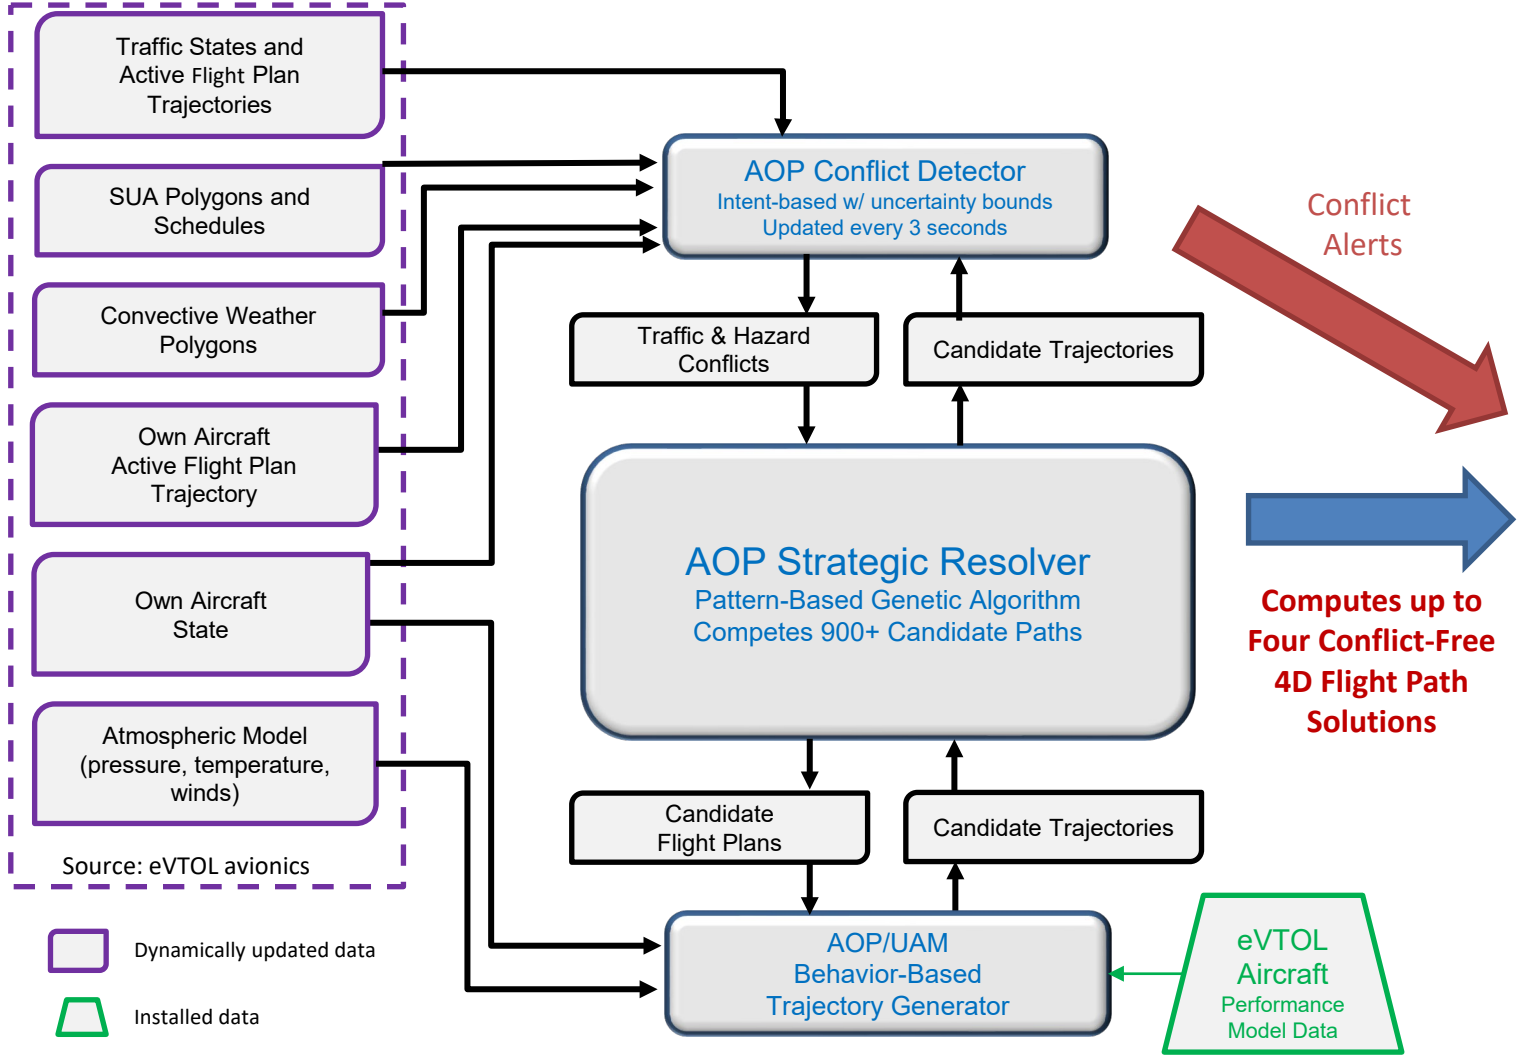 Traffic States and
Active Flight Plan
Trajectories
SUA Polygons and
Schedules
Convective Weather
Polygons
Own Aircraft
Active Flight Plan
Trajectory
Own Aircraft
State
Atmospheric Model
(pressure, temperature,
winds)
Source: eVTOL avionics
Dynamically updated data
Installed data
AOP Conflict Detector
Intent-based w/ uncertainty bounds
Updated every 3 seconds
Traffic & Hazard
Conflicts
Candidate Trajectories
AOP Strategic Resolver
Pattern-Based Genetic Algorithm
Competes 900+ Candidate Paths
Candidate
Flight Plans
Candidate Trajectories
AOP/UAM
Behavior-Based
Trajectory Generator
Conflict
Alerts
Computes up to
Four Conflict-Free
4D Flight Path
Solutions
eVTOL
Aircraft
Performance
Model Data